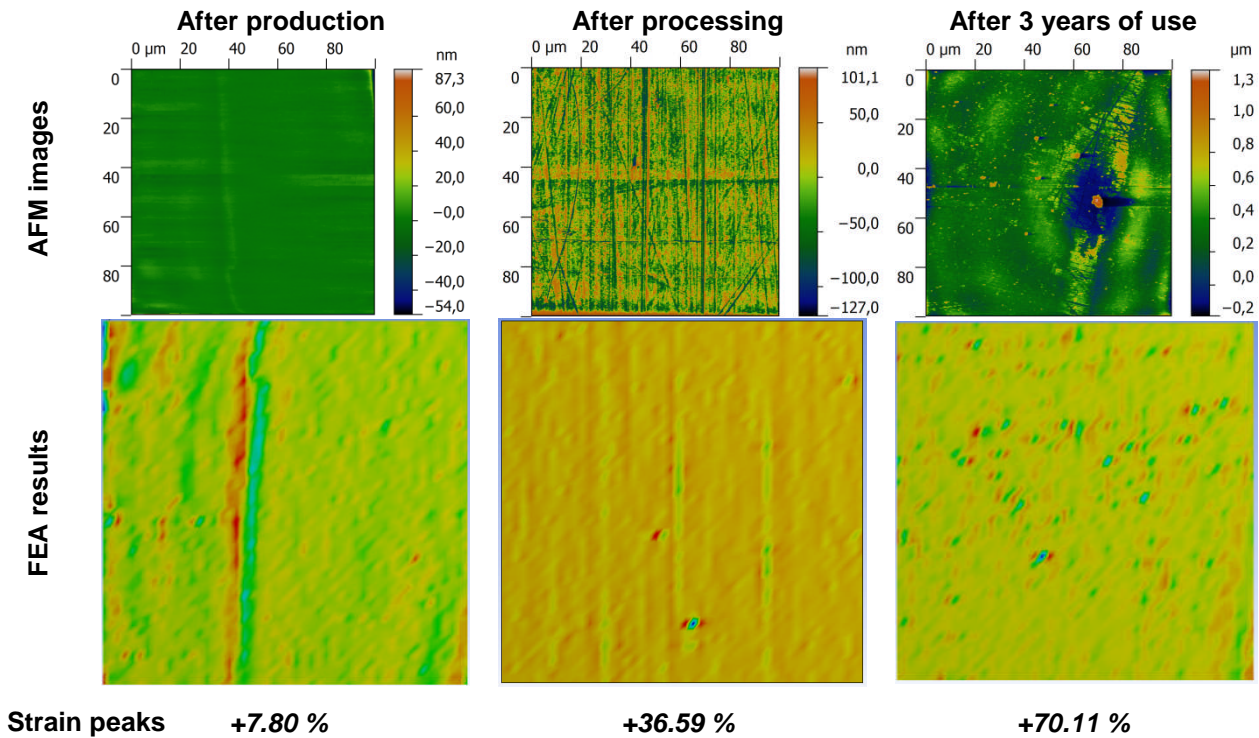 After production After processing After 3 years of use
0 µm 20 40 60 80 nm 0 µm 20 40 60 80 nm 0 µm 20 40 60 80 µm
AFM images
0 20 40 60 80
87,3 60,0 40,0 20,0 −0,0 −20,0 −40,0 −54,0
0 20 40 60 80
101,1 50,0 0,0 −50,0 −100,0 −127,0
0 20 40 60 80
1,3 1,0 0,8 0,6 0,4 0,2 0,0 −0,2
FEA results
Strain peaks +7.80 % +36.59 % +70.11 %